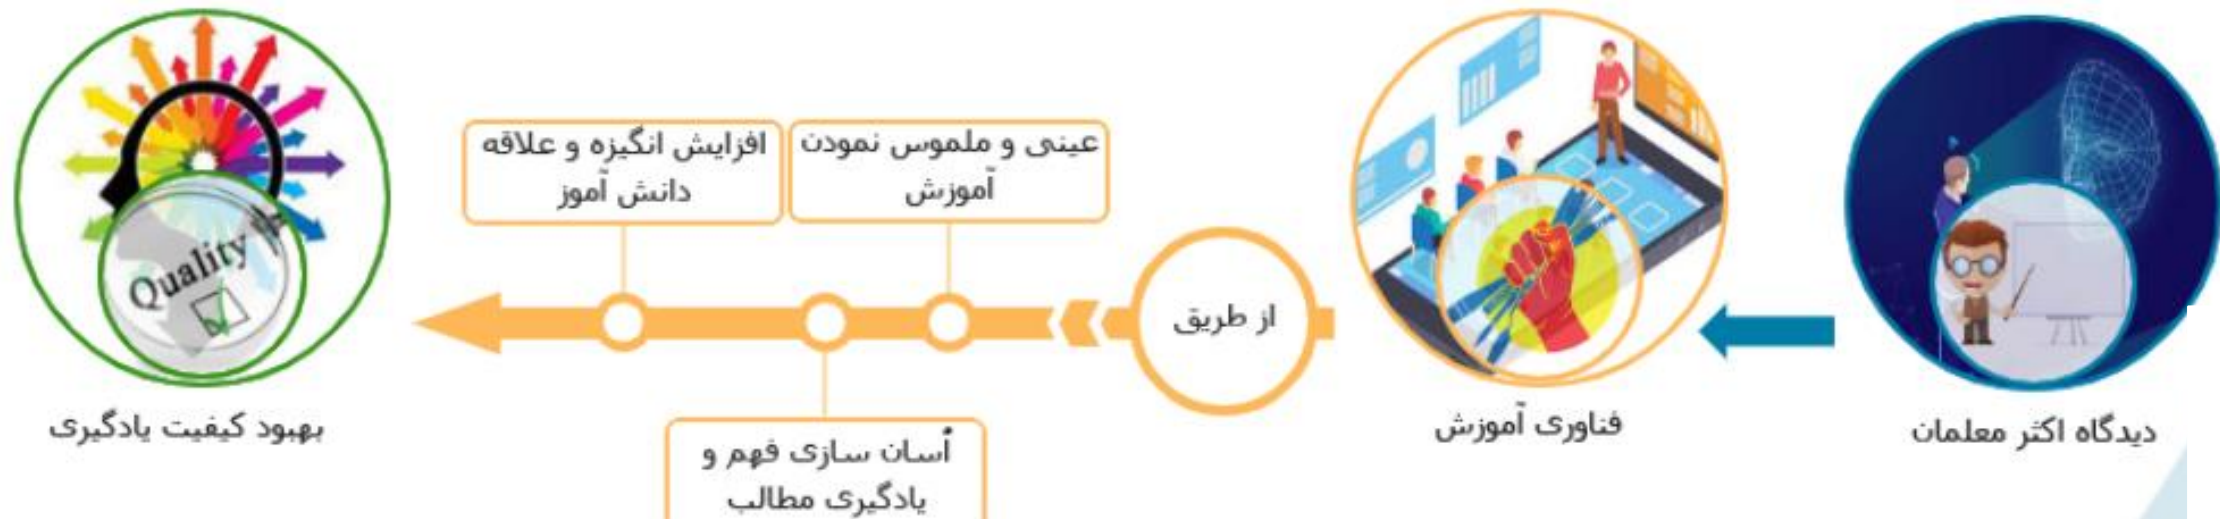 دیدگاه اکثر معلمان
فناوری آموزش
از طریق
عینی و ملموس نمودن
آموزش
آسان سازی فهم و
یادگیری مطالب
افزایش انگیزه و علاقه
دانش آموز
Quality
بهبود کیفیت یادگیری